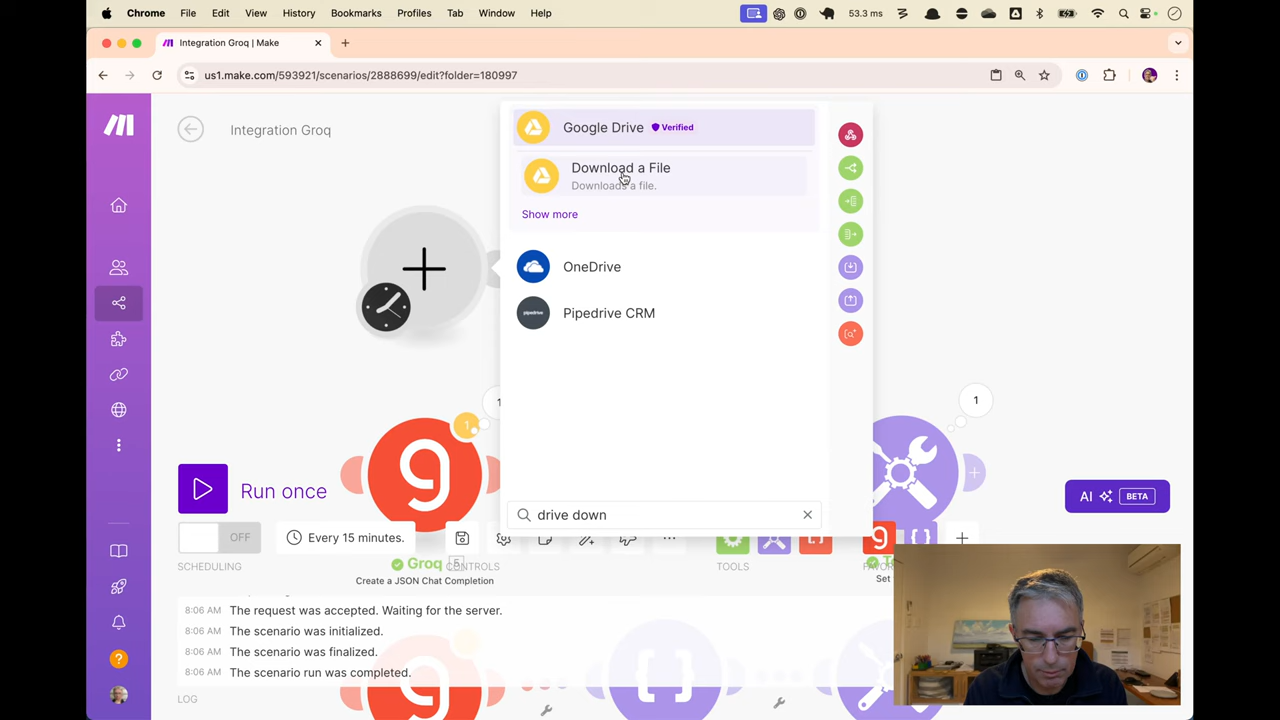 Chrome File Edit View History Bookmarks Profiles Tab Window Help 53.3 ms
Integration Groq | Make
us1.make.com/593921/scenarios/2888699/edit?folder=180997
Integration Groq
Google Drive Verified
Download a File
Downloads a file.
Show more
OneDrive
pipedrive
Pipedrive CRM
1
1
1
g
Run once
AI BETA
drive down
OFF
Every 15 minutes.
g
SCHEDULING
Groq 5
CONTROLS
TOOLS
Create a JSON Chat Completion
Set
8:06 AM The request was accepted. Waiting for the server.
8:06 AM The scenario was initialized.
8:06 AM The scenario was finalized.
8:06 AM The scenario run was completed.
LOG